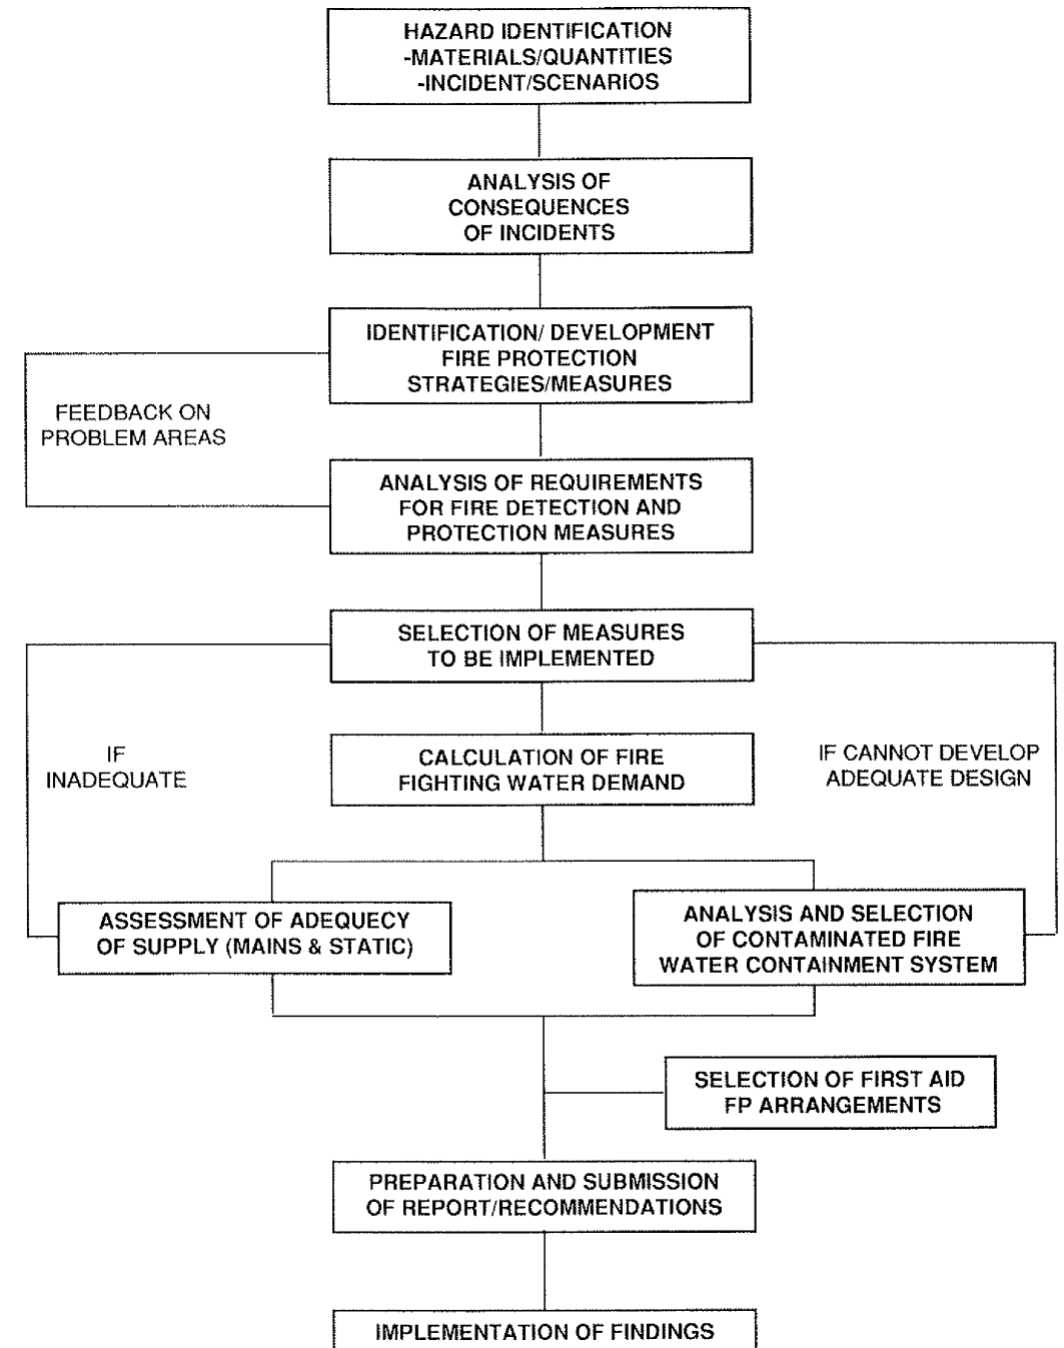 HAZARD IDENTIFICATION
-MATERIALS/QUANTITIES
-INCIDENT/SCENARIOS
ANALYSIS OF
CONSEQUENCES
OF INCIDENTS
IDENTIFICATION/ DEVELOPMENT
FIRE PROTECTION
STRATEGIES/MEASURES
FEEDBACK ON
PROBLEM AREAS
ANALYSIS OF REQUIREMENTS
FOR FIRE DETECTION AND
PROTECTION MEASURES
SELECTION OF MEASURES
TO BE IMPLEMENTED
IF
INADEQUATE
CALCULATION OF FIRE
FIGHTING WATER DEMAND
IF CANNOT DEVELOP
ADEQUATE DESIGN
ASSESSMENT OF ADEQUECY
OF SUPPLY (MAINS & STATIC)
ANALYSIS AND SELECTION
OF CONTAMINATED FIRE
WATER CONTAINMENT SYSTEM
SELECTION OF FIRST AID
FP ARRANGEMENTS
PREPARATION AND SUBMISSION
OF REPORT/RECOMMENDATIONS
IMPLEMENTATION OF FINDINGS